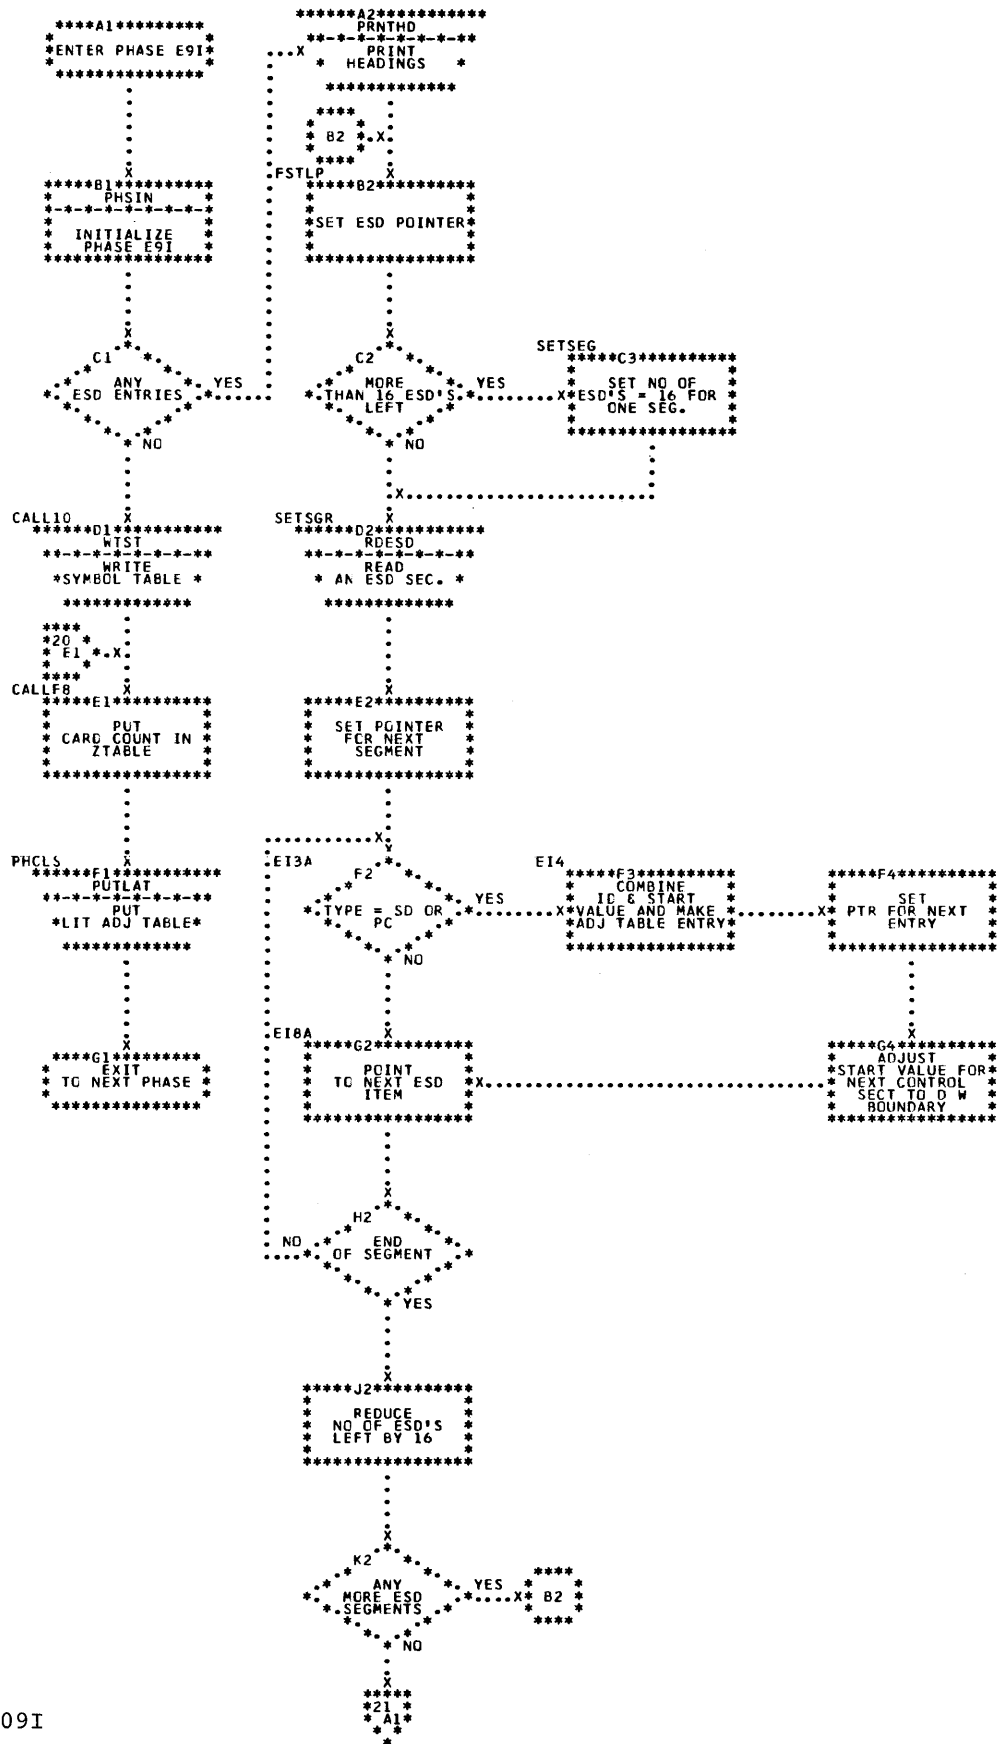 A1
ENTER PHASE E9I
B1
PHSIN
INITIALIZE
PHASE E9I
C1
ANY
ESD ENTRIES
YES
NO
CALL10
D1
WTST
WRITE
SYMBOL TABLE
20
E1
CALLF8
E1
PUT
CARD COUNT IN
ZTABLE
PHCLS
F1
PUTLAT
PUT
LIT ADJ TABLE
G1
EXIT
TO NEXT PHASE
A2
PRNTHD
PRINT
HEADINGS
B2
FSTLP
B2
SET ESD POINTER
C2
MORE
THAN 16 ESD'S
LEFT
YES
NO
SETSEG
C3
SET NO OF
ESD'S = 16 FOR
ONE SEG.
SETSGR
D2
RDESD
READ
AN ESD SEC.
E2
SET POINTER
FCR NEXT
SEGMENT
EI3A
F2
TYPE = SD OR
PC
YES
NO
EI4
F3
COMBINE
ID & START
VALUE AND MAKE
ADJ TABLE ENTRY
F4
SET
PTR FOR NEXT
ENTRY
EI8A
G2
POINT
TO NEXT ESD
ITEM
G4
ADJUST
START VALUE FOR
NEXT CONTROL
SECT TO D W
BOUNDARY
H2
END
OF SEGMENT
NO
YES
J2
REDUCE
NO OF ESD'S
LEFT BY 16
K2
ANY
MORE ESD
SEGMENTS
YES
B2
NO
21
A1
09I